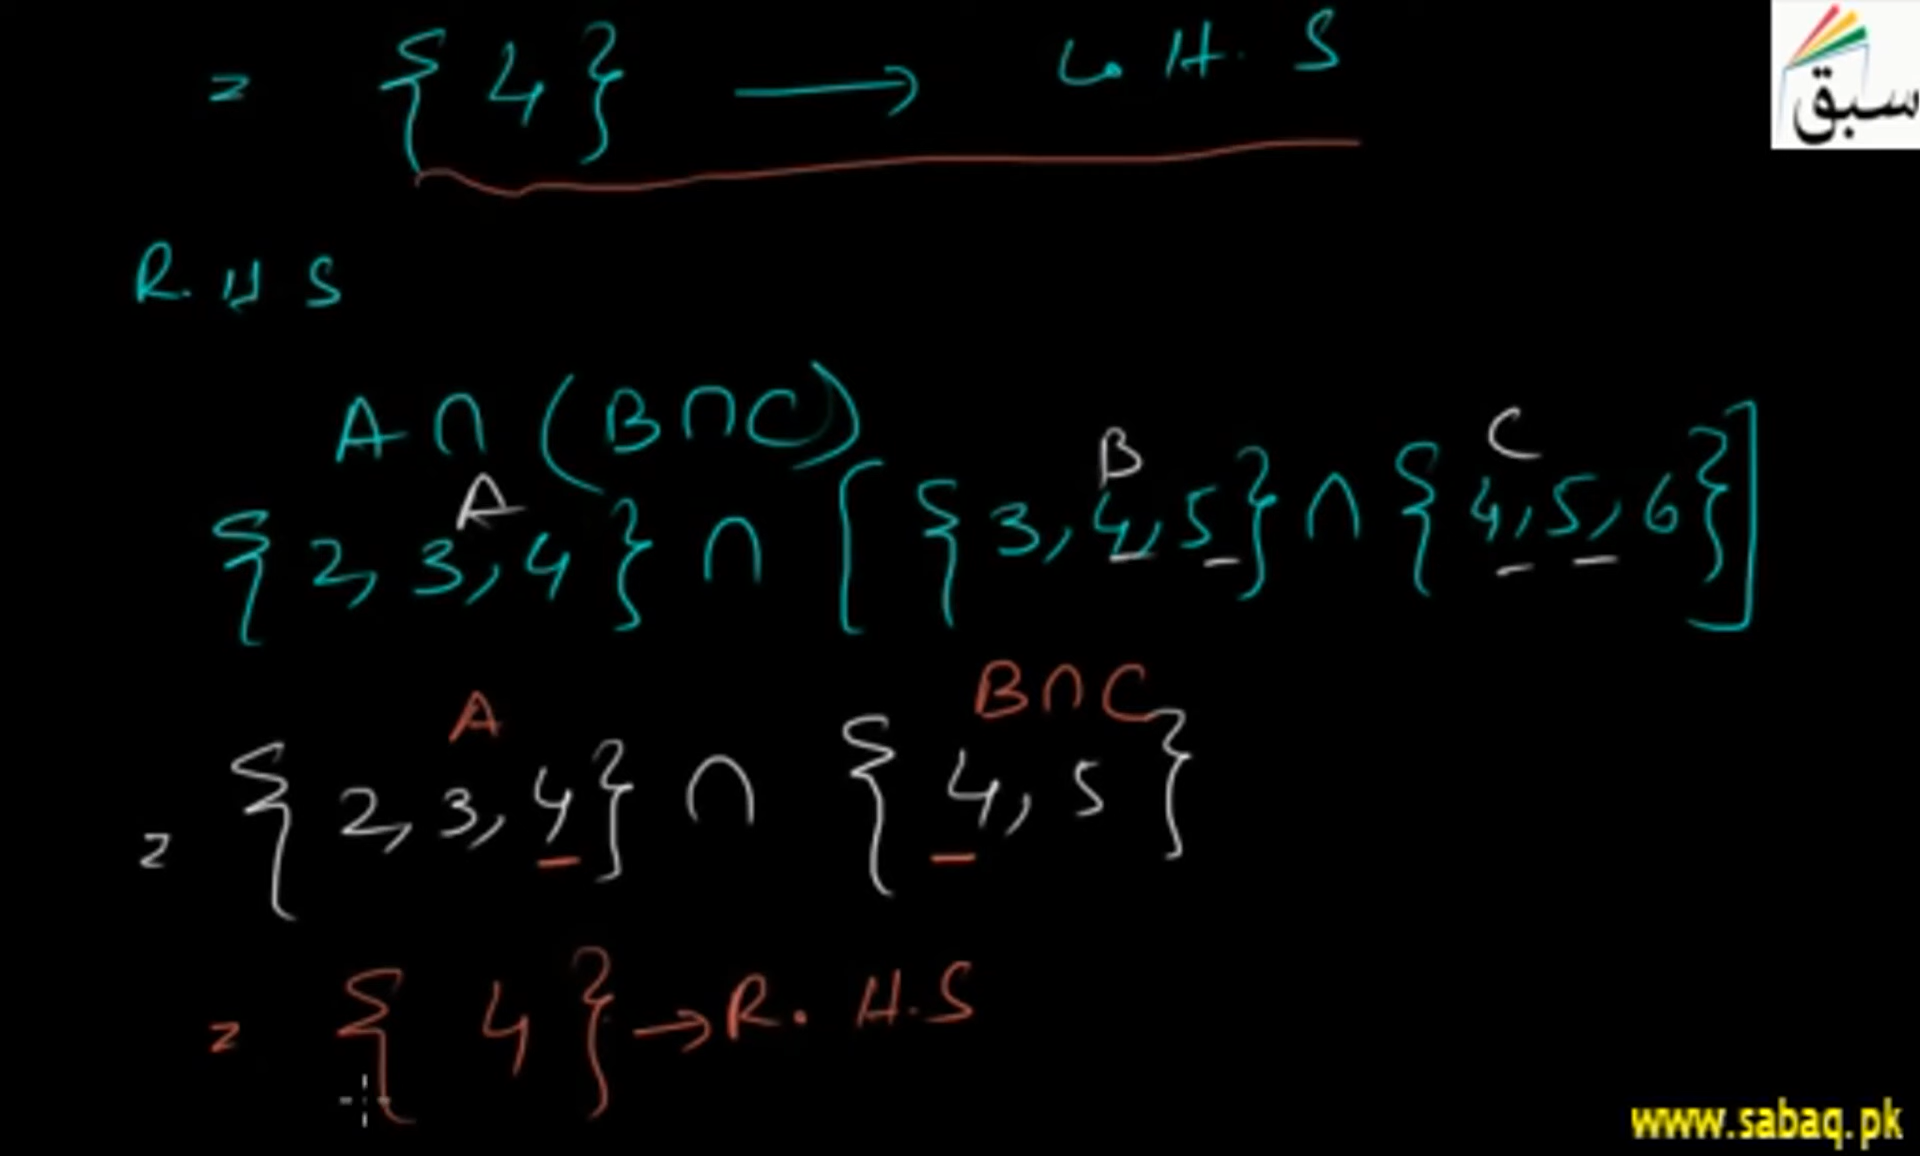 = {4} → L.H.S
سبق
R.H.S
A∩(B∩C)
A B C
{2,3,4}∩[{3,4,5}∩{4,5,6}]
A B∩C
= {2,3,4}∩{4,5}
= {4}→R.H.S
www.sabaq.pk